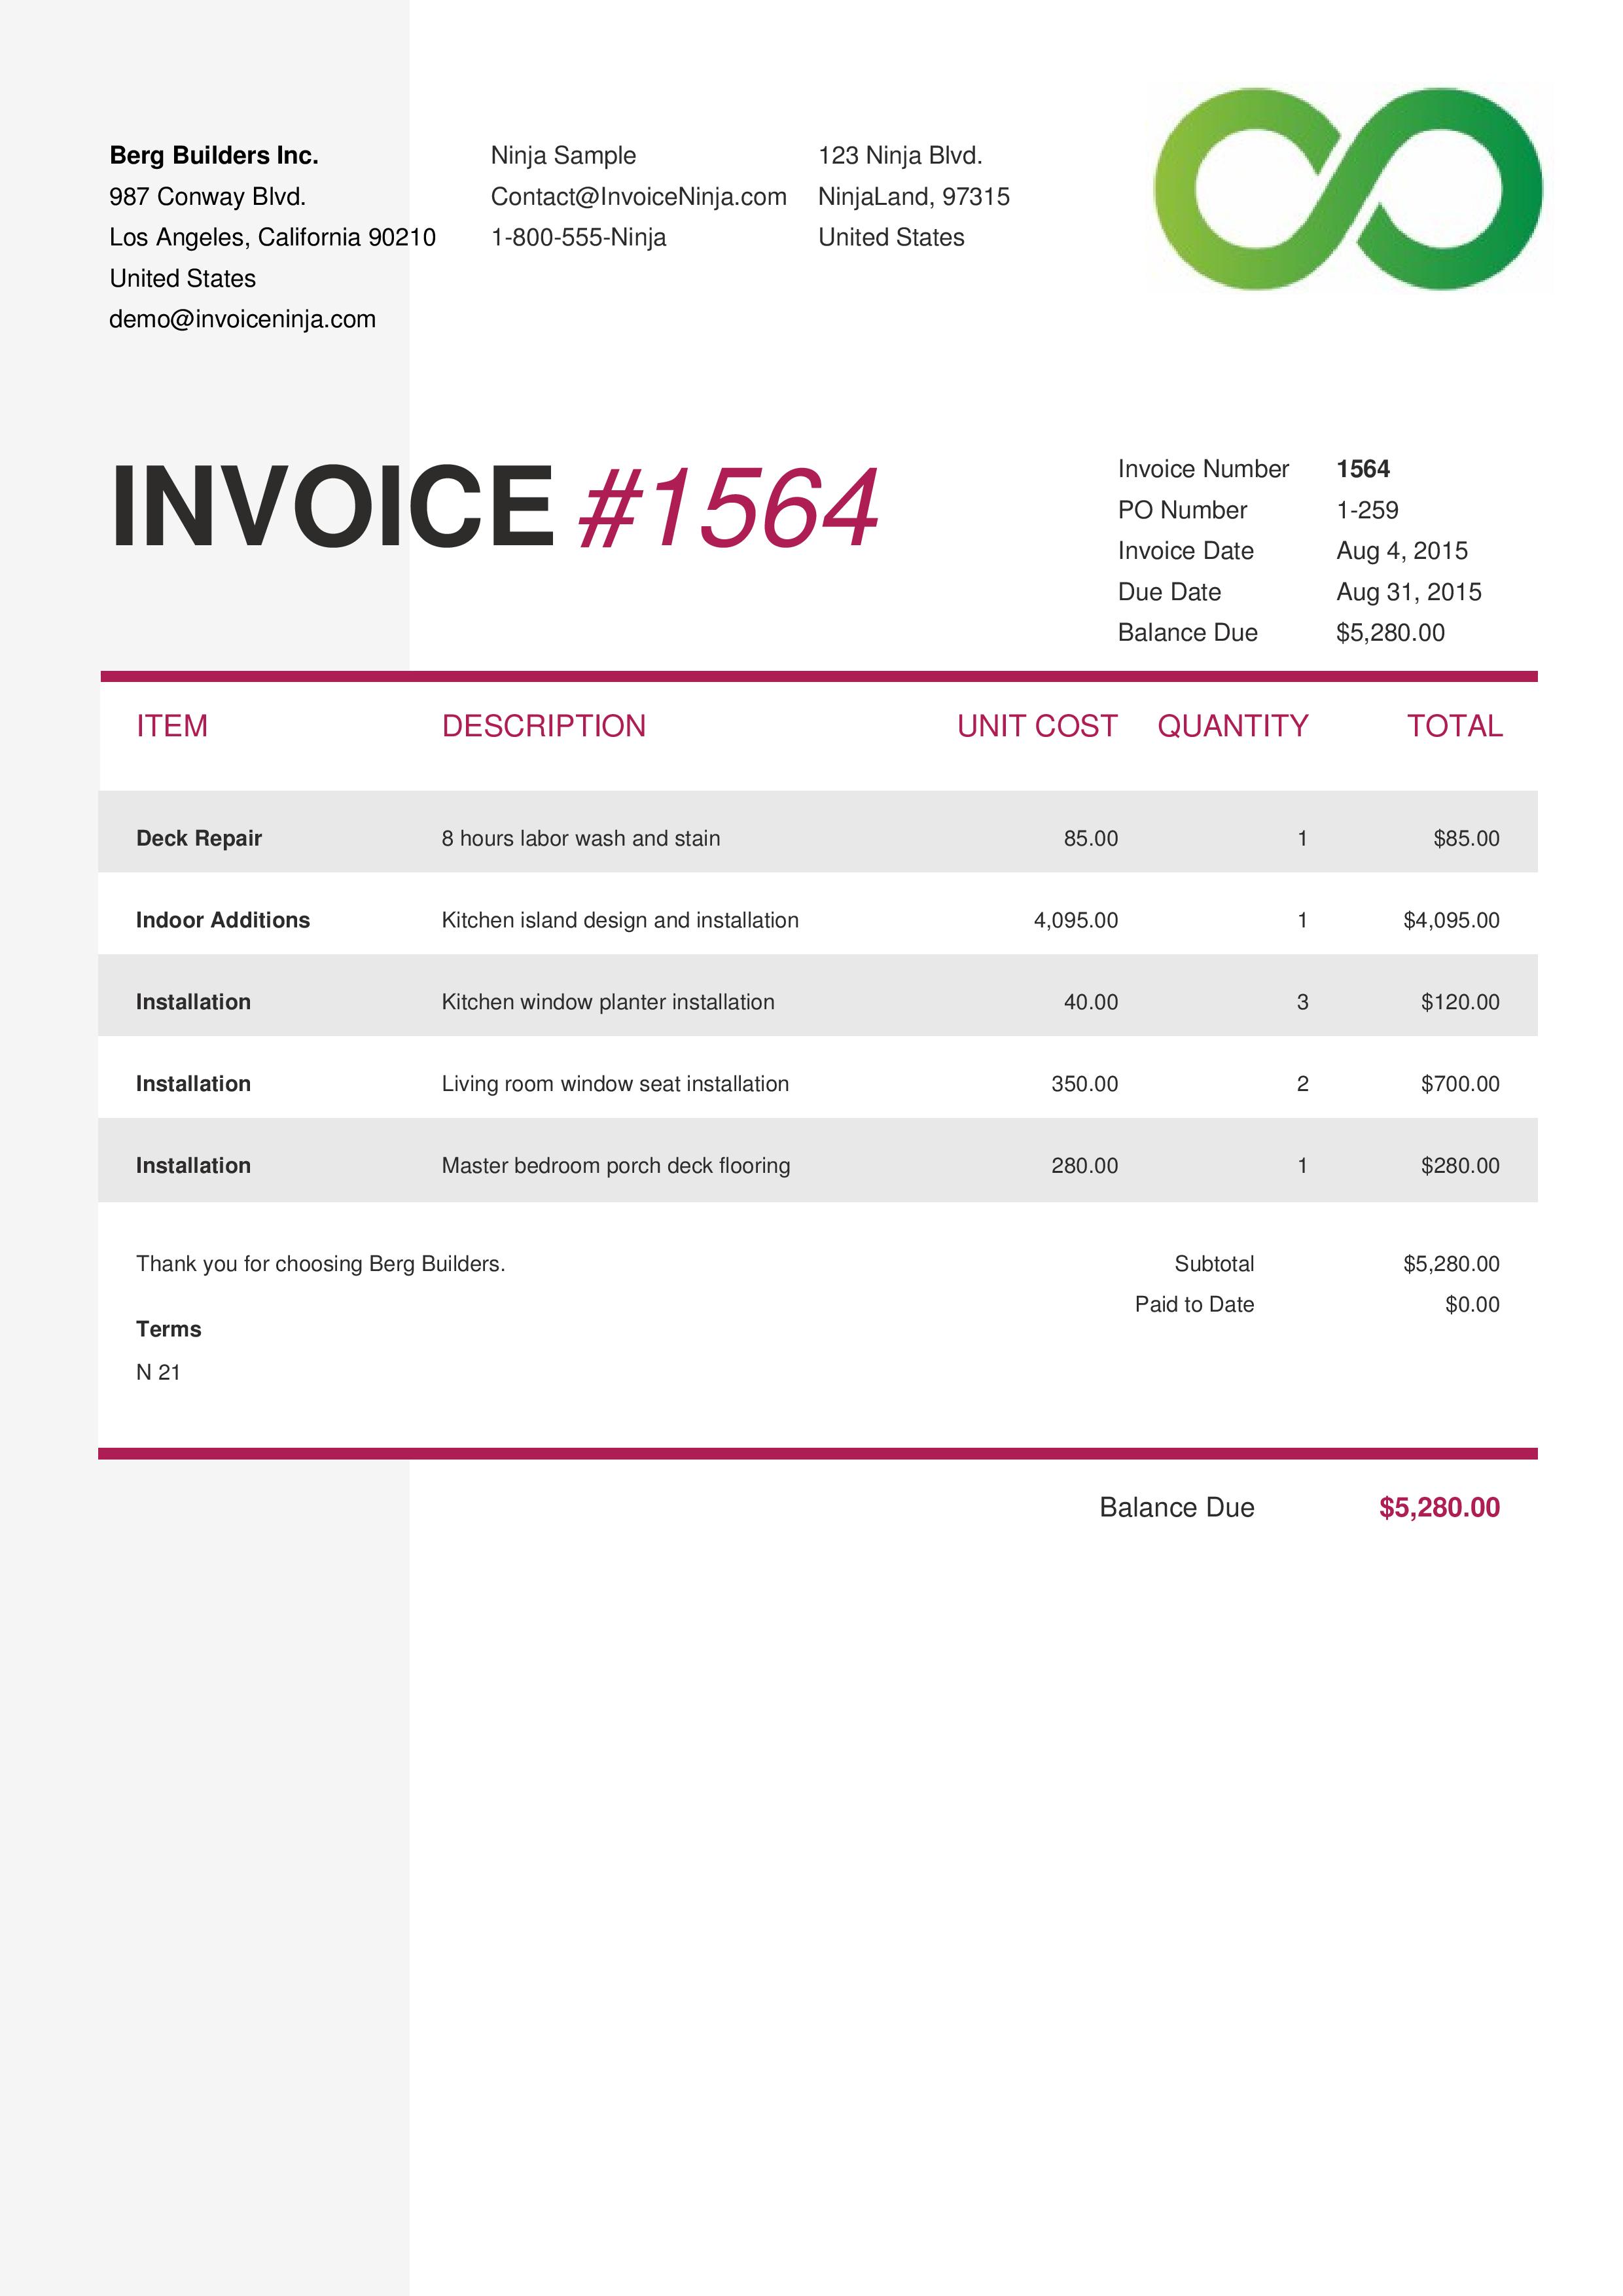 Berg Builders Inc.
987 Conway Blvd.
Los Angeles, California 90210
United States
demo@invoiceninja.com
Ninja Sample
Contact@InvoiceNinja.com
1-800-555-Ninja
123 Ninja Blvd.
NinjaLand, 97315
United States
INVOICE #1564
Invoice Number 1564
PO Number 1-259
Invoice Date Aug 4, 2015
Due Date Aug 31, 2015
Balance Due $5,280.00
ITEM DESCRIPTION UNIT COST QUANTITY TOTAL
Deck Repair 8 hours labor wash and stain 85.00 1 $85.00
Indoor Additions Kitchen island design and installation 4,095.00 1 $4,095.00
Installation Kitchen window planter installation 40.00 3 $120.00
Installation Living room window seat installation 350.00 2 $700.00
Installation Master bedroom porch deck flooring 280.00 1 $280.00
Thank you for choosing Berg Builders.
Terms
N 21
Subtotal $5,280.00
Paid to Date $0.00
Balance Due $5,280.00